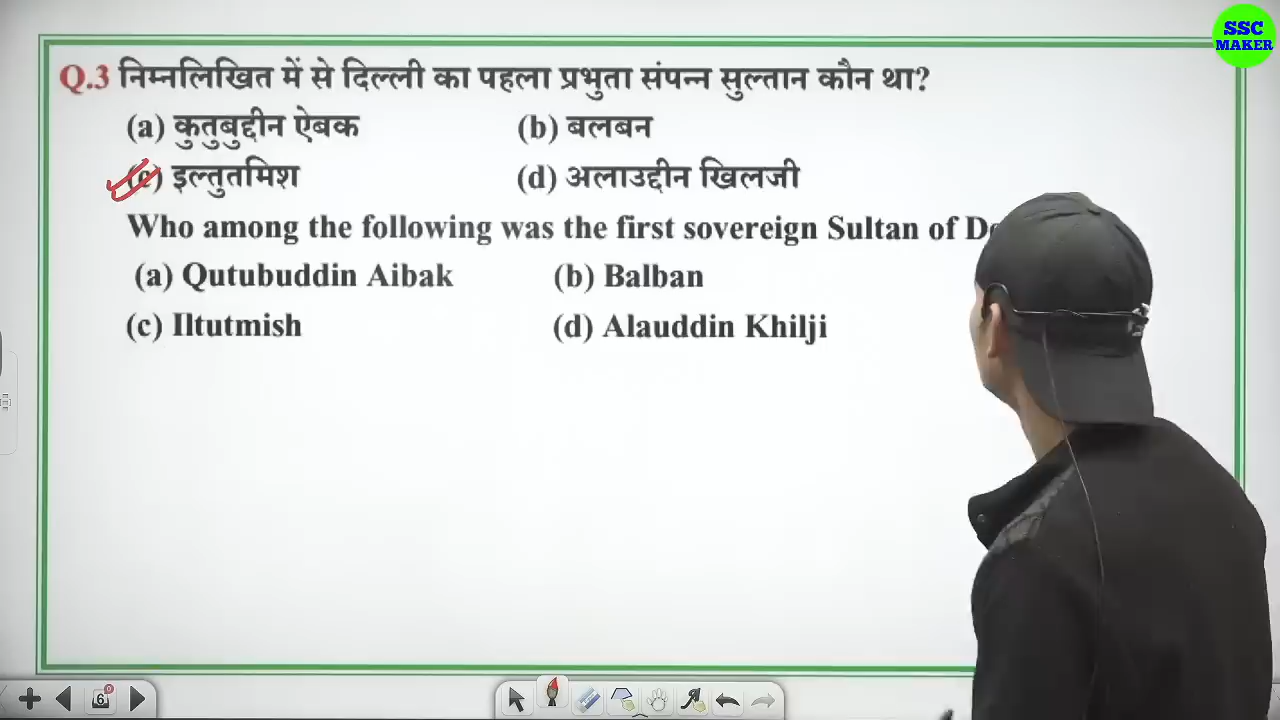 SSC
MAKER
Q.3 निम्नलिखित में से दिल्ली का पहला प्रभुता संपन्न सुल्तान कौन था?
(a) कुतुबुद्दीन ऐबक (b) बलबन
(c) इल्तुतमिश (d) अलाउद्दीन खिलजी
Who among the following was the first sovereign Sultan of
(a) Qutubuddin Aibak (b) Balban
(c) Iltutmish (d) Alauddin Khilji
6